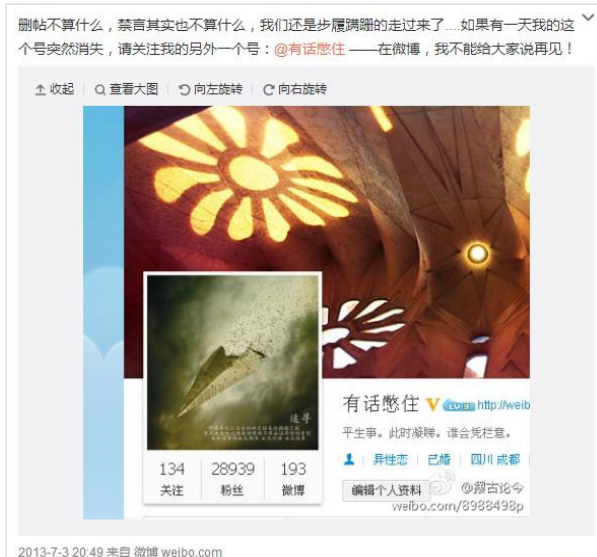 删帖不算什么，禁言其实也不算什么，我们还是步履蹒跚的走过来了....如果有一天我的这
个号突然消失，请关注我的另外一个号：@有话憋住 ——在微博，我不能给大家说再见！
收起 查看大图 向左旋转 向右旋转
追寻
有话憋住 V LV http://weib
平生事。此时凝睇。谁会凭栏意。
异性恋 已婚 四川 成都
134 28939 193
关注 粉丝 微博
编辑个人资料
@掇古论今
weibo.com/8988498p
2013-7-3 20:49 来自 微博 weibo.com